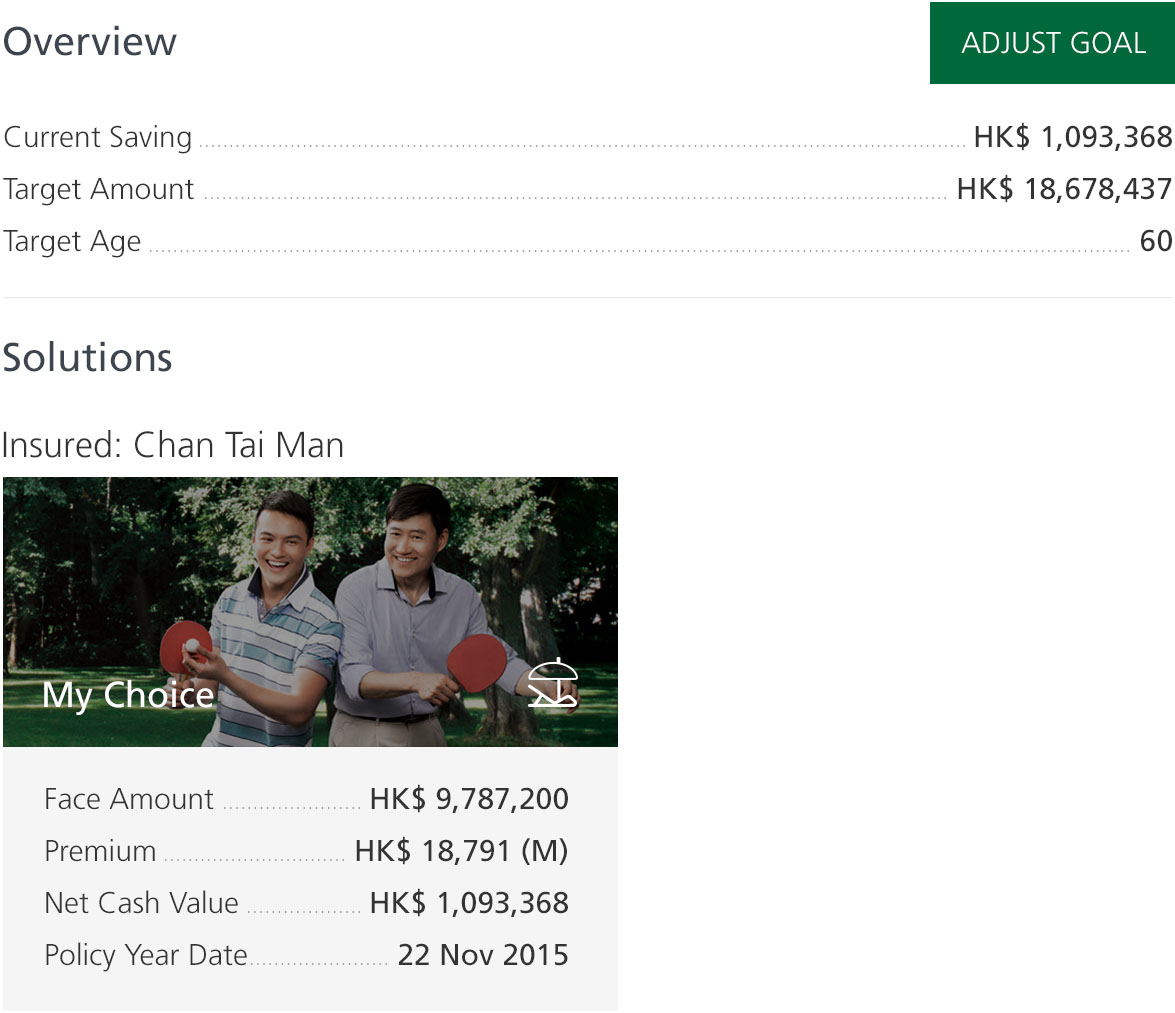 Overview
ADJUST GOAL
Current Saving HK$ 1,093,368
Target Amount HK$ 18,678,437
Target Age 60
Solutions
Insured: Chan Tai Man
My Choice
Face Amount HK$ 9,787,200
Premium HK$ 18,791 (M)
Net Cash Value HK$ 1,093,368
Policy Year Date 22 Nov 2015